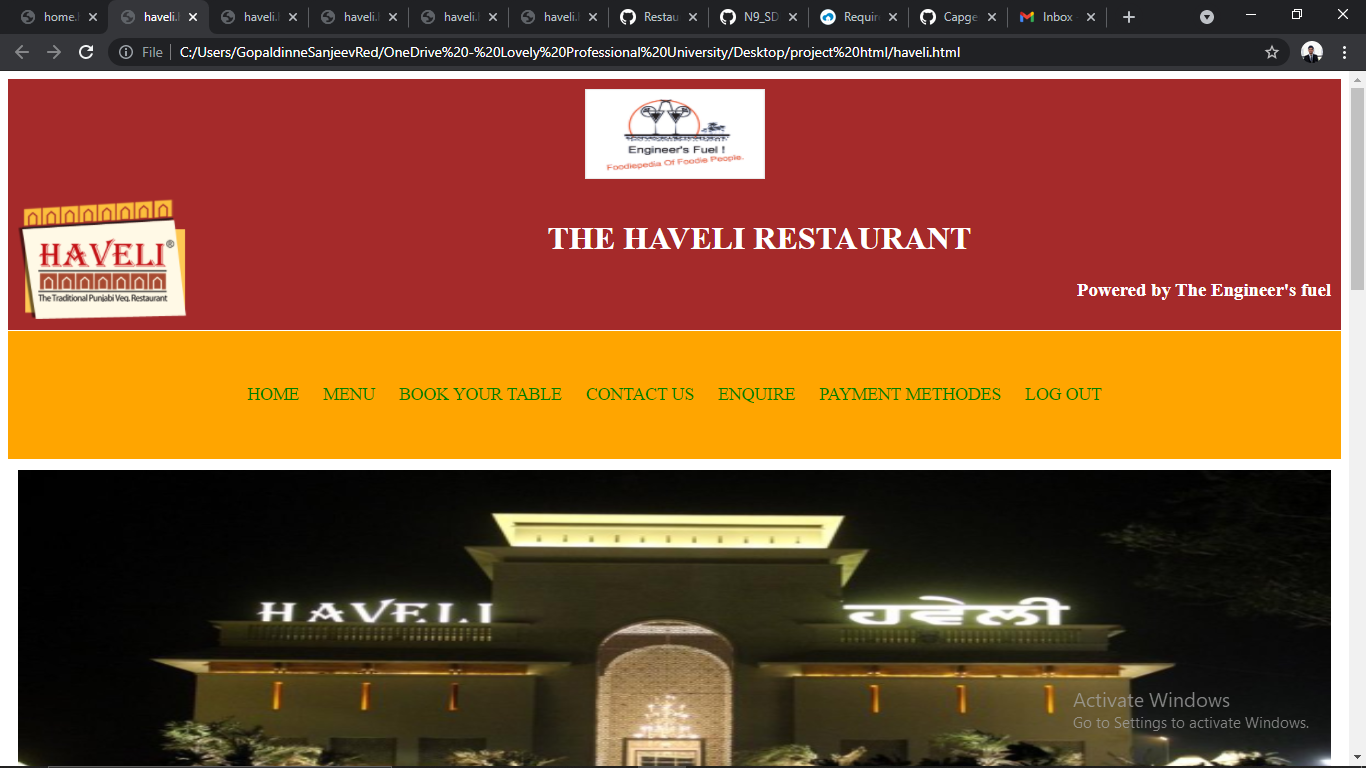 home.l
haveli.l
haveli.l
haveli.l
haveli.l
haveli.l
Restau
N9_SD
Requir
Capge
Inbox
File
C:/Users/GopaldinneSanjeevRed/OneDrive%20-%20Lovely%20Professional%20University/Desktop/project%20html/haveli.html
Engineer's Fuel !
Foodiepedia Of Foodie People.
HAVELI®
The Traditional Punjabi Veg. Restaurant
THE HAVELI RESTAURANT
Powered by The Engineer's fuel
HOME MENU BOOK YOUR TABLE CONTACT US ENQUIRE PAYMENT METHODES LOG OUT
HAVELI ਹਵੇਲੀ
Activate Windows
Go to Settings to activate Windows.